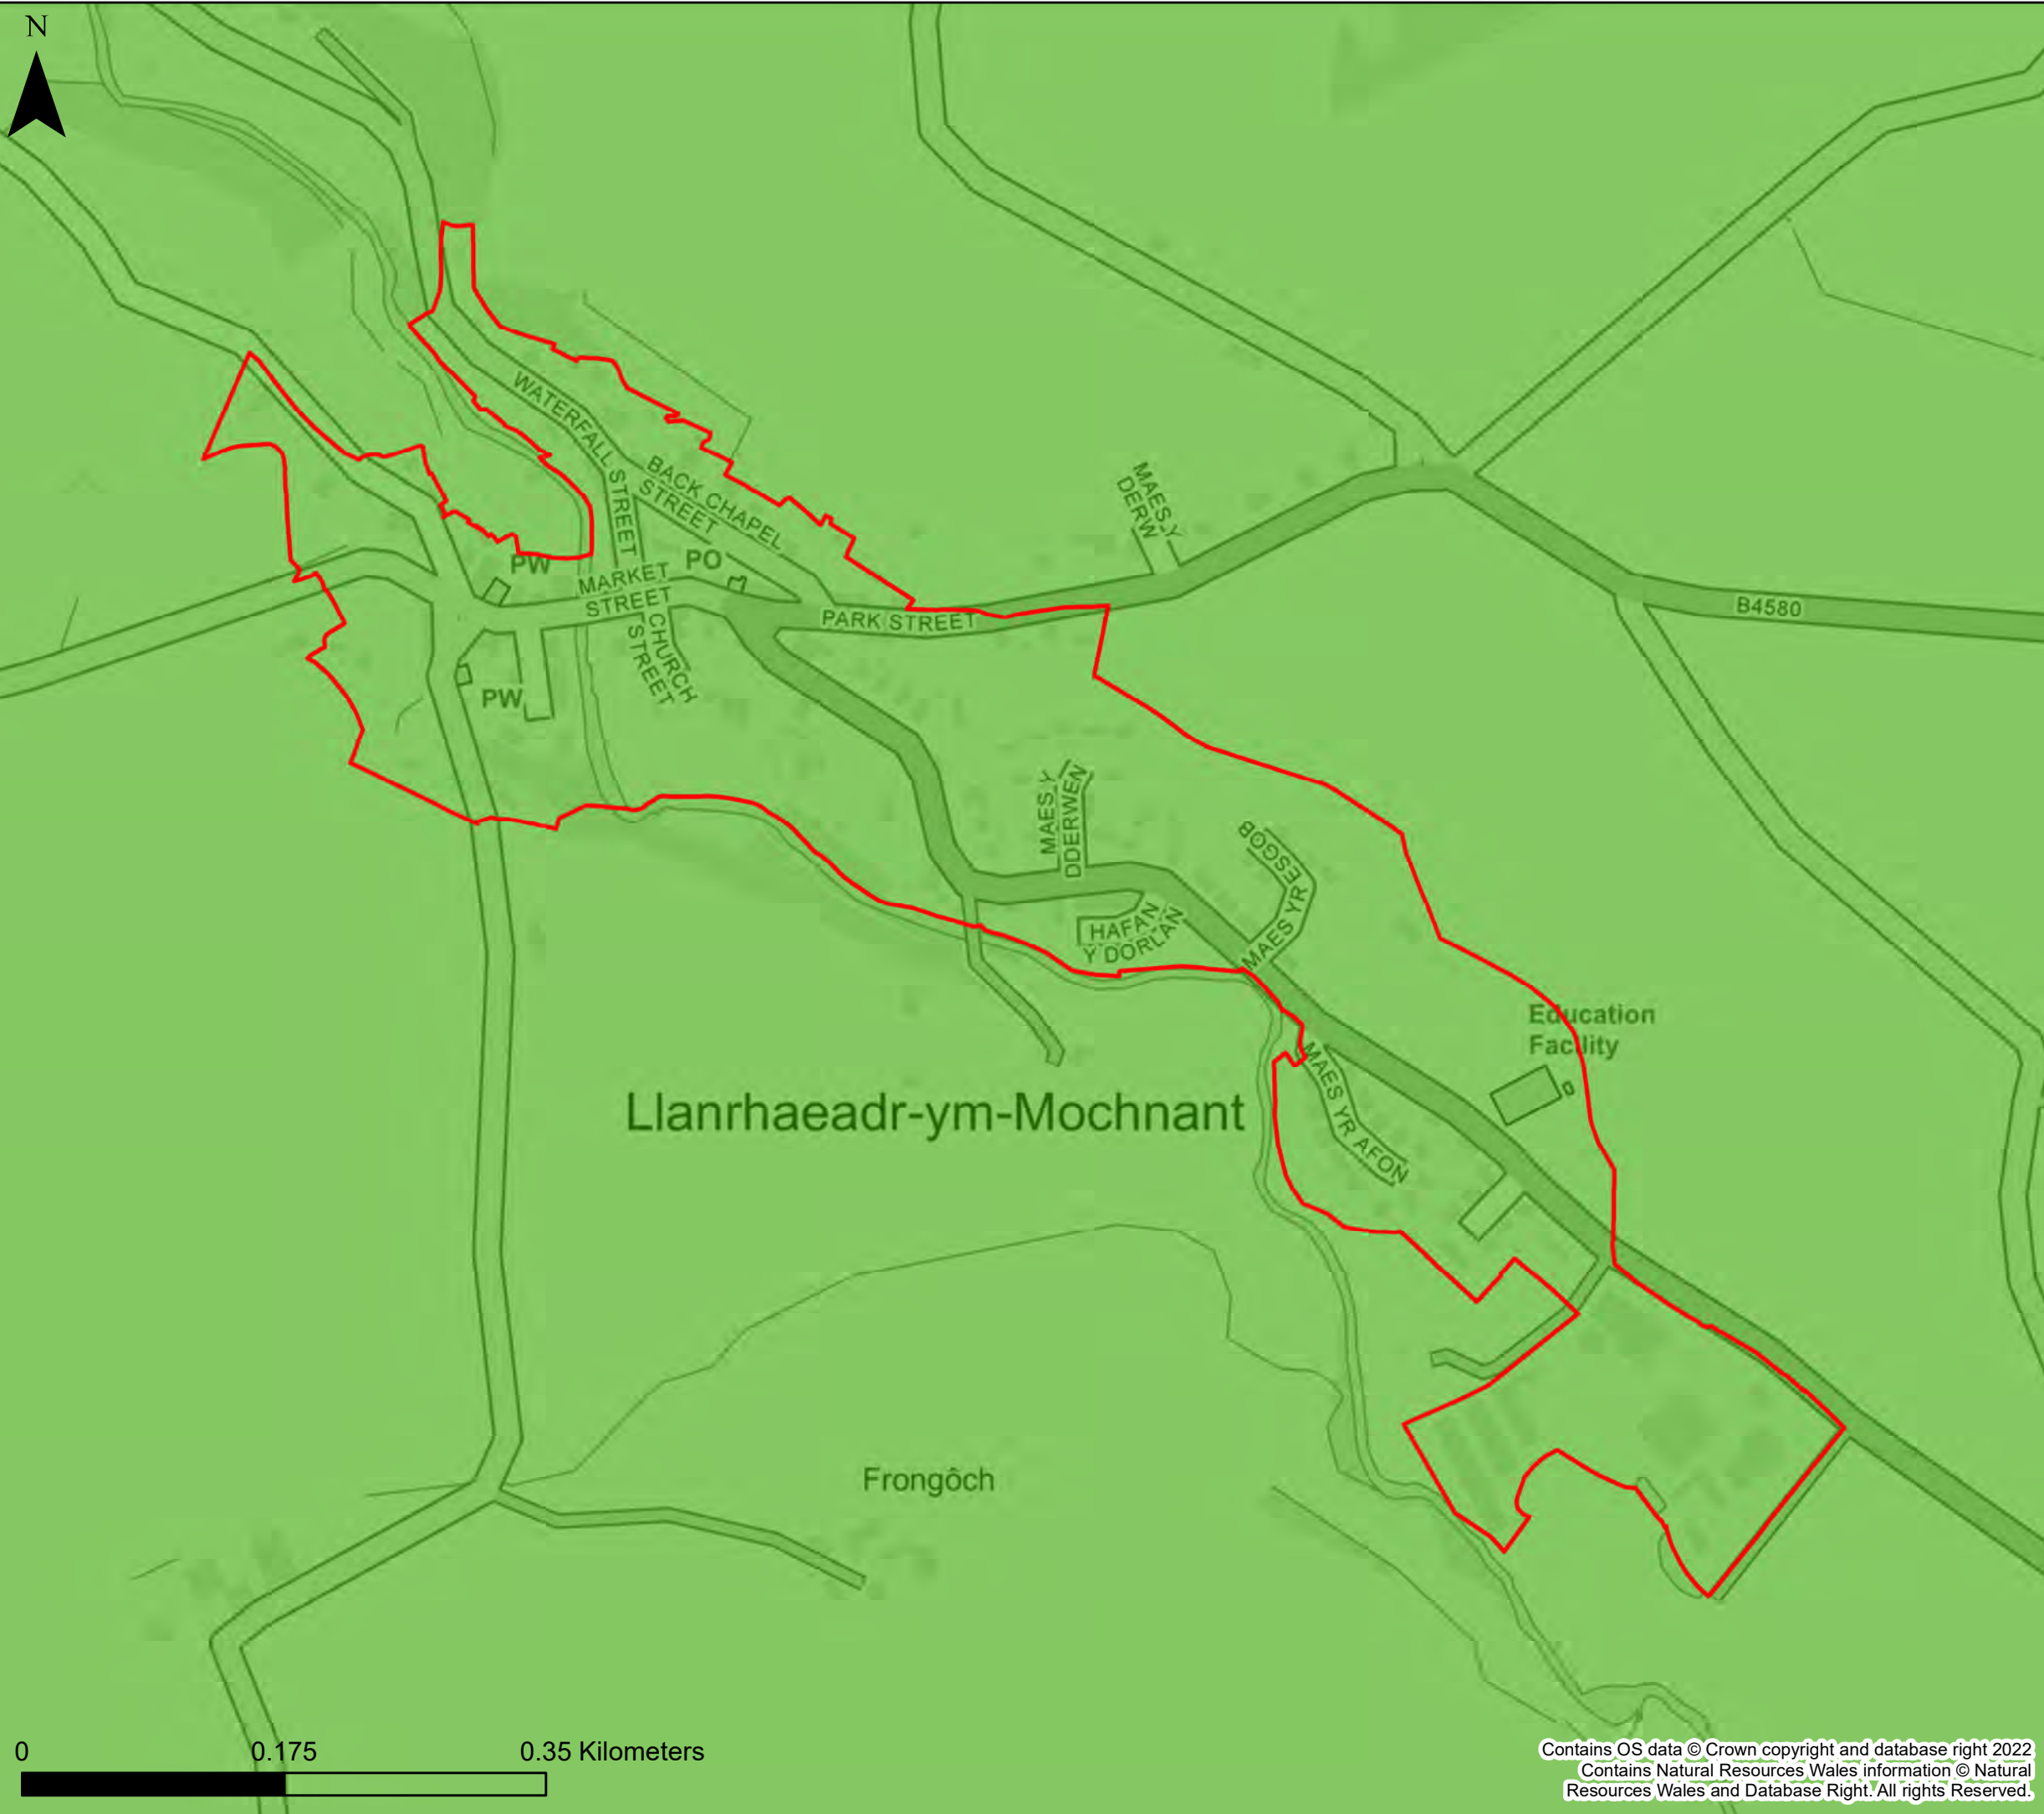 N
WATERFALL STREET
BACK CHAPEL
STREET
MAES Y
DERW
PW
PO
MARKET
STREET
PARK STREET
B4580
CHURCH
STREET
PW
MAES Y
DDERWEN
MAES YR ESGOB
HAFAN
Y DORLAN
Education
Facility
MAES YR AFON
Llanrhaeadr-ym-Mochnant
Frongôch
0
0.175
0.35 Kilometers
Contains OS data © Crown copyright and database right 2022
Contains Natural Resources Wales information © Natural
Resources Wales and Database Right. All rights Reserved.